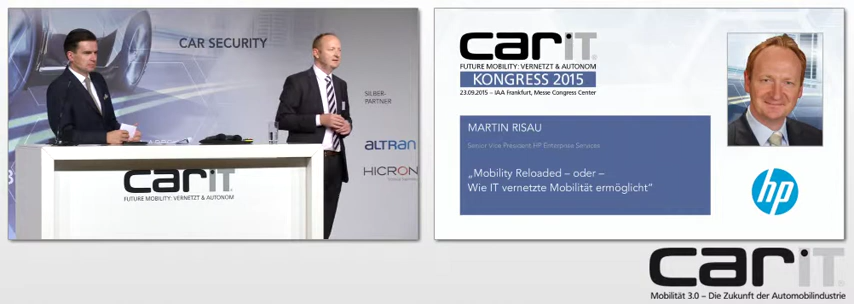 CAR SECURITY
SILBER-
PARTNER
ALTRAN
HICRON
carIT
FUTURE MOBILITY: VERNETZT & AUTONOM
carIT
FUTURE MOBILITY: VERNETZT & AUTONOM
KONGRESS 2015
23.09.2015 – IAA Frankfurt, Messe Congress Center
MARTIN RISAU
Senior Vice President HP Enterprise Services
„Mobility Reloaded – oder –
Wie IT vernetzte Mobilität ermöglicht“
hp
carIT
Mobilität 3.0 – Die Zukunft der Automobilindustrie